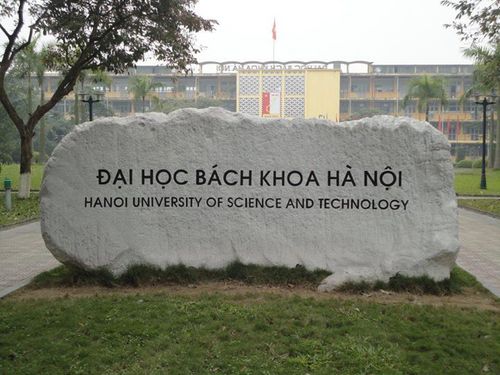 ĐẠI HỌC BÁCH KHOA HÀ NỘI
HANOI UNIVERSITY OF SCIENCE AND TECHNOLOGY